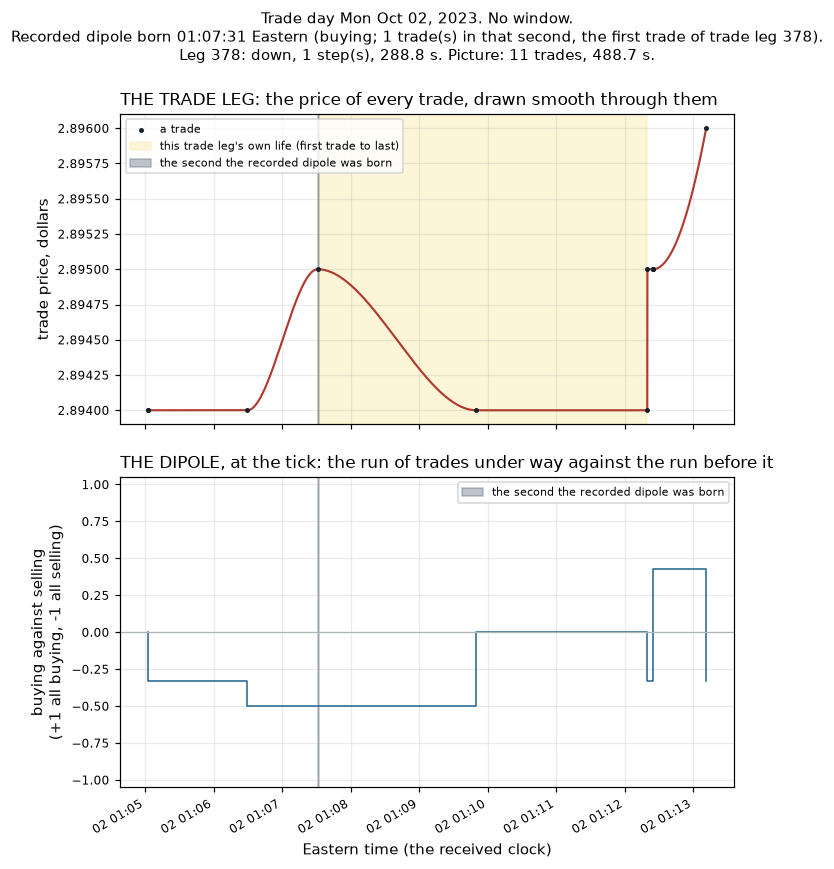 Trade day Mon Oct 02, 2023. No window.
Recorded dipole born 01:07:31 Eastern (buying; 1 trade(s) in that second, the first trade of trade leg 378).
Leg 378: down, 1 step(s), 288.8 s. Picture: 11 trades, 488.7 s.
THE TRADE LEG: the price of every trade, drawn smooth through them
a trade
this trade leg's own life (first trade to last)
the second the recorded dipole was born
trade price, dollars
2.89600
2.89575
2.89550
2.89525
2.89500
2.89475
2.89450
2.89425
2.89400
THE DIPOLE, at the tick: the run of trades under way against the run before it
the second the recorded dipole was born
buying against selling
(+1 all buying, -1 all selling)
1.00
0.75
0.50
0.25
0.00
−0.25
−0.50
−0.75
−1.00
02 01:05
02 01:06
02 01:07
02 01:08
02 01:09
02 01:10
02 01:11
02 01:12
02 01:13
Eastern time (the received clock)